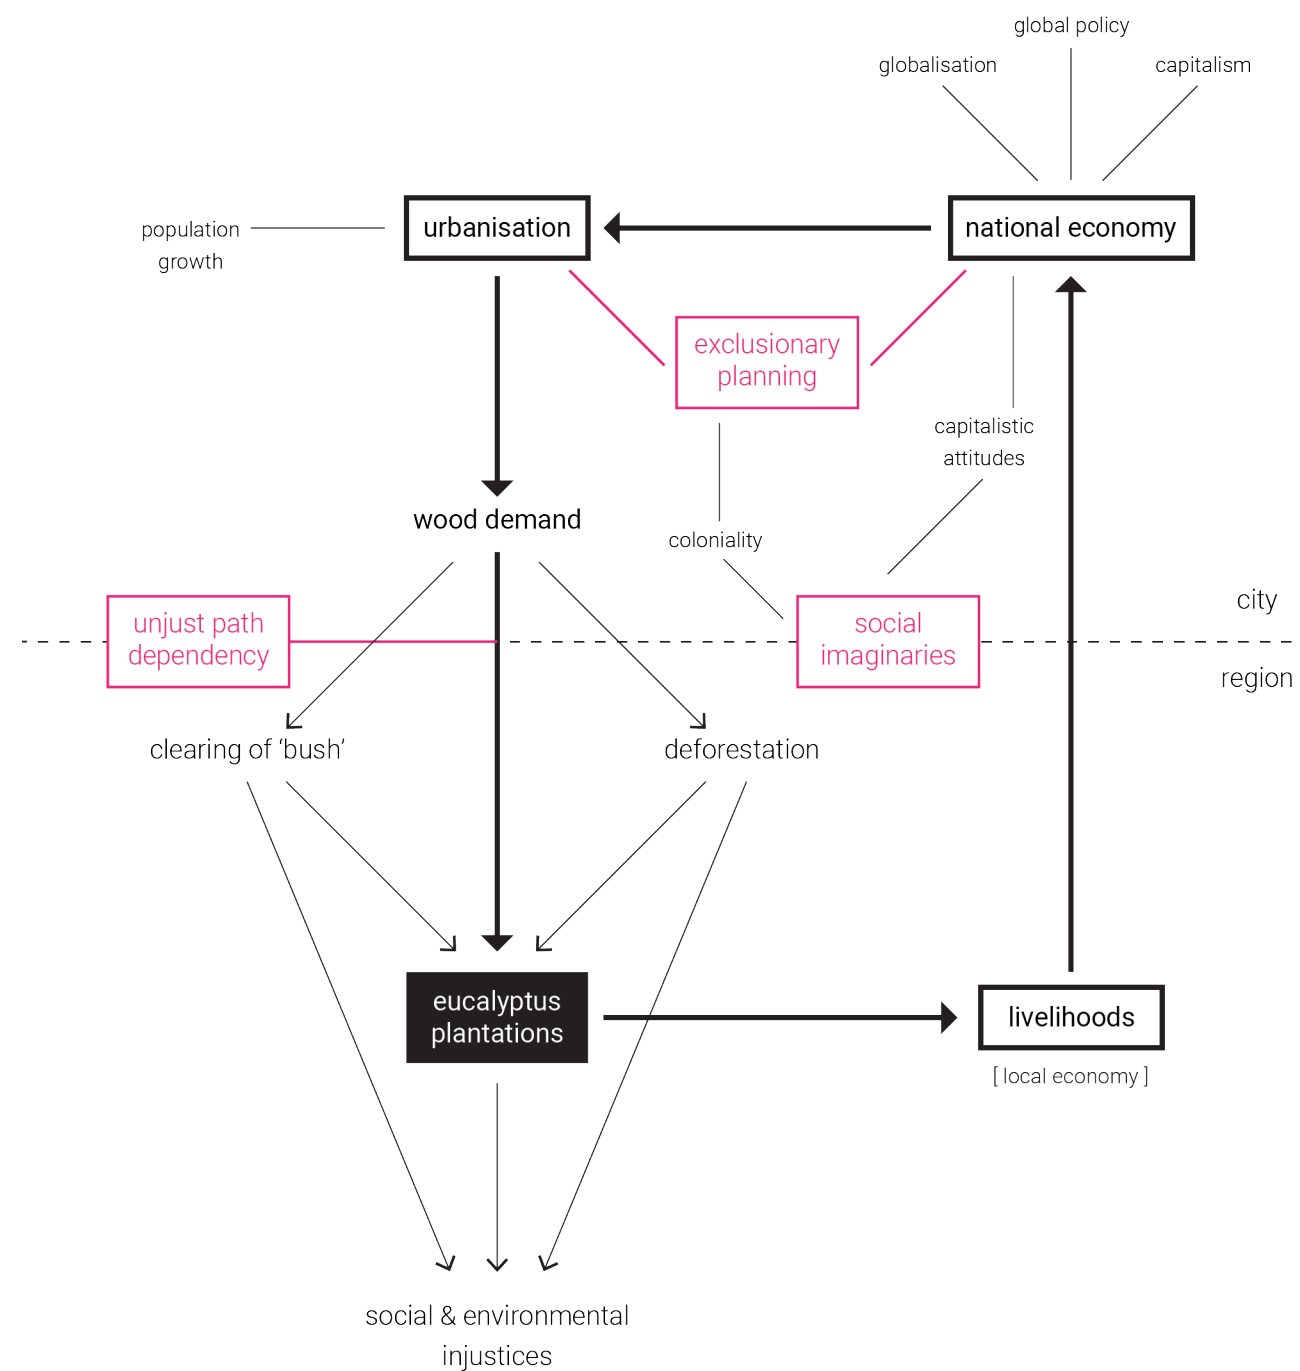 global policy
globalisation
capitalism
urbanisation
national economy
population
growth
exclusionary
planning
capitalistic
attitudes
wood demand
coloniality
city
unjust path
dependency
social
imaginaries
region
clearing of ‘bush’
deforestation
eucalyptus
plantations
livelihoods
[ local economy ]
social & environmental
injustices